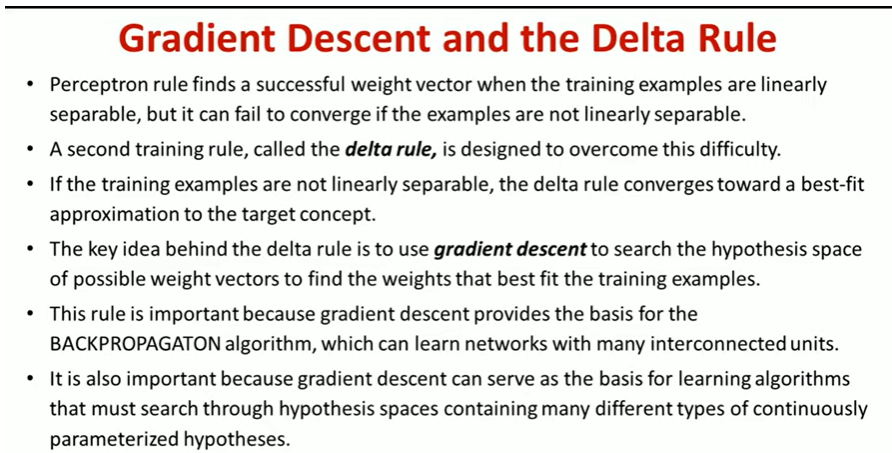 Gradient Descent and the Delta Rule
• Perceptron rule finds a successful weight vector when the training examples are linearly
separable, but it can fail to converge if the examples are not linearly separable.
• A second training rule, called the delta rule, is designed to overcome this difficulty.
• If the training examples are not linearly separable, the delta rule converges toward a best-fit
approximation to the target concept.
• The key idea behind the delta rule is to use gradient descent to search the hypothesis space
of possible weight vectors to find the weights that best fit the training examples.
• This rule is important because gradient descent provides the basis for the
BACKPROPAGATON algorithm, which can learn networks with many interconnected units.
• It is also important because gradient descent can serve as the basis for learning algorithms
that must search through hypothesis spaces containing many different types of continuously
parameterized hypotheses.